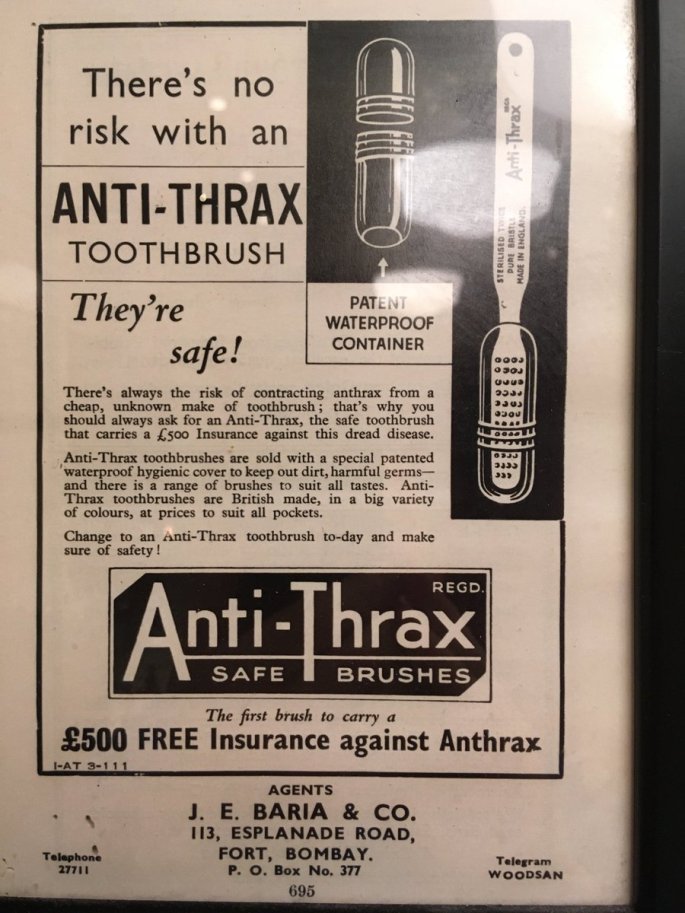 There's no
risk with an
ANTI-THRAX
TOOTHBRUSH
They're
safe!
PATENT
WATERPROOF
CONTAINER
REGD
Anti-Thrax
STERILISED
PURE BRISTLE
MADE IN ENGLAND.
There's always the risk of contracting anthrax from a
cheap, unknown make of toothbrush; that's why you
should always ask for an Anti-Thrax, the safe toothbrush
that carries a £500 Insurance against this dread disease.
Anti-Thrax toothbrushes are sold with a special patented
waterproof hygienic cover to keep out dirt, harmful germs—
and there is a range of brushes to suit all tastes. Anti-
Thrax toothbrushes are British made, in a big variety
of colours, at prices to suit all pockets.
Change to an Anti-Thrax toothbrush to-day and make
sure of safety!
REGD.
Anti-Thrax
SAFE BRUSHES
The first brush to carry a
£500 FREE Insurance against Anthrax
I-AT 3-111
AGENTS
J. E. BARIA & CO.
113, ESPLANADE ROAD,
FORT, BOMBAY.
P. O. Box No. 377
Telephone
27711
Telegram
WOODSAN
695